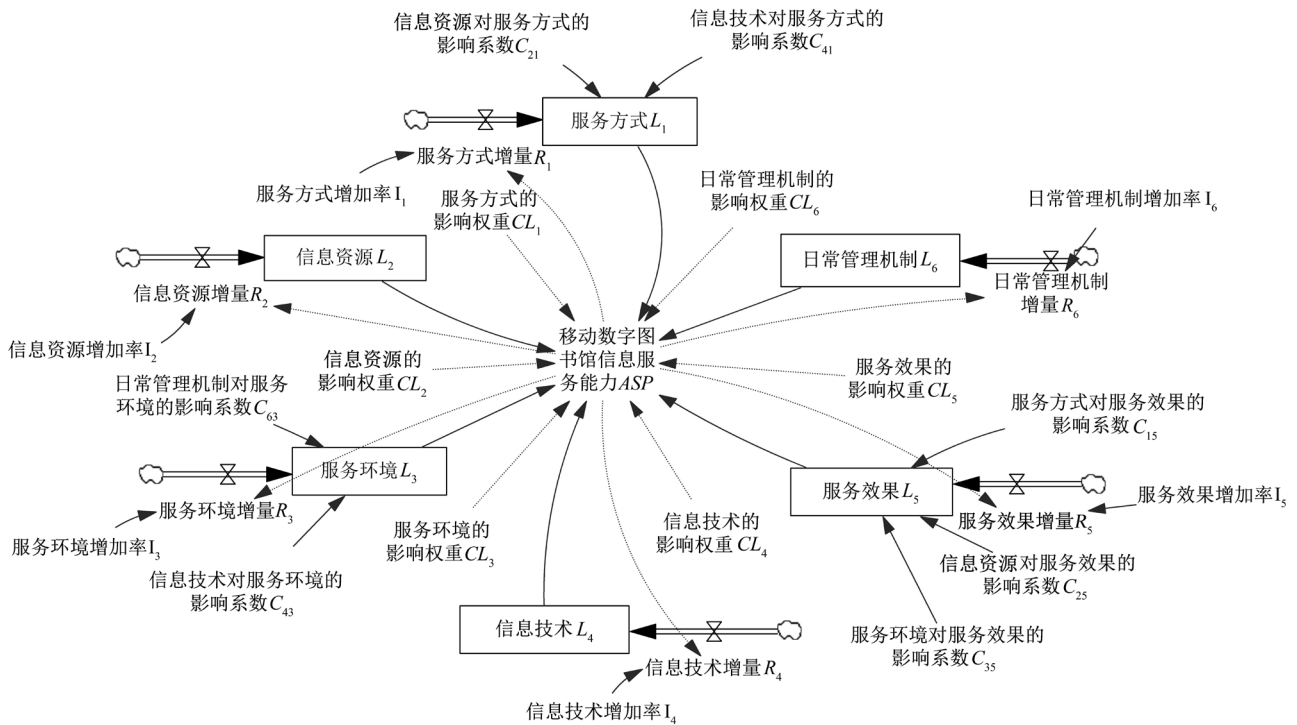 信息资源对服务方式的
影响系数C21
信息技术对服务方式的
影响系数C41
服务方式L1
服务方式增量R1
服务方式增加率I1
服务方式的
影响权重CL1
日常管理机制的
影响权重CL6
日常管理机制增加率I6
信息资源L2
日常管理机制L6
信息资源增量R2
日常管理机制
增量R6
信息资源增加率I2
移动数字图
书馆信息服
务能力ASP
信息资源的
影响权重CL2
服务效果的
影响权重CL5
日常管理机制对服务
环境的影响系数C63
服务方式对服务效果的
影响系数C15
服务环境L3
服务效果L5
服务环境增量R3
服务效果增加率I5
服务效果增量R5
服务环境增加率I3
服务环境的
影响权重CL3
信息技术的
影响权重CL4
信息技术对服务环境的
影响系数C43
信息资源对服务效果的
影响系数C25
信息技术L4
服务环境对服务效果的
影响系数C35
信息技术增量R4
信息技术增加率I4